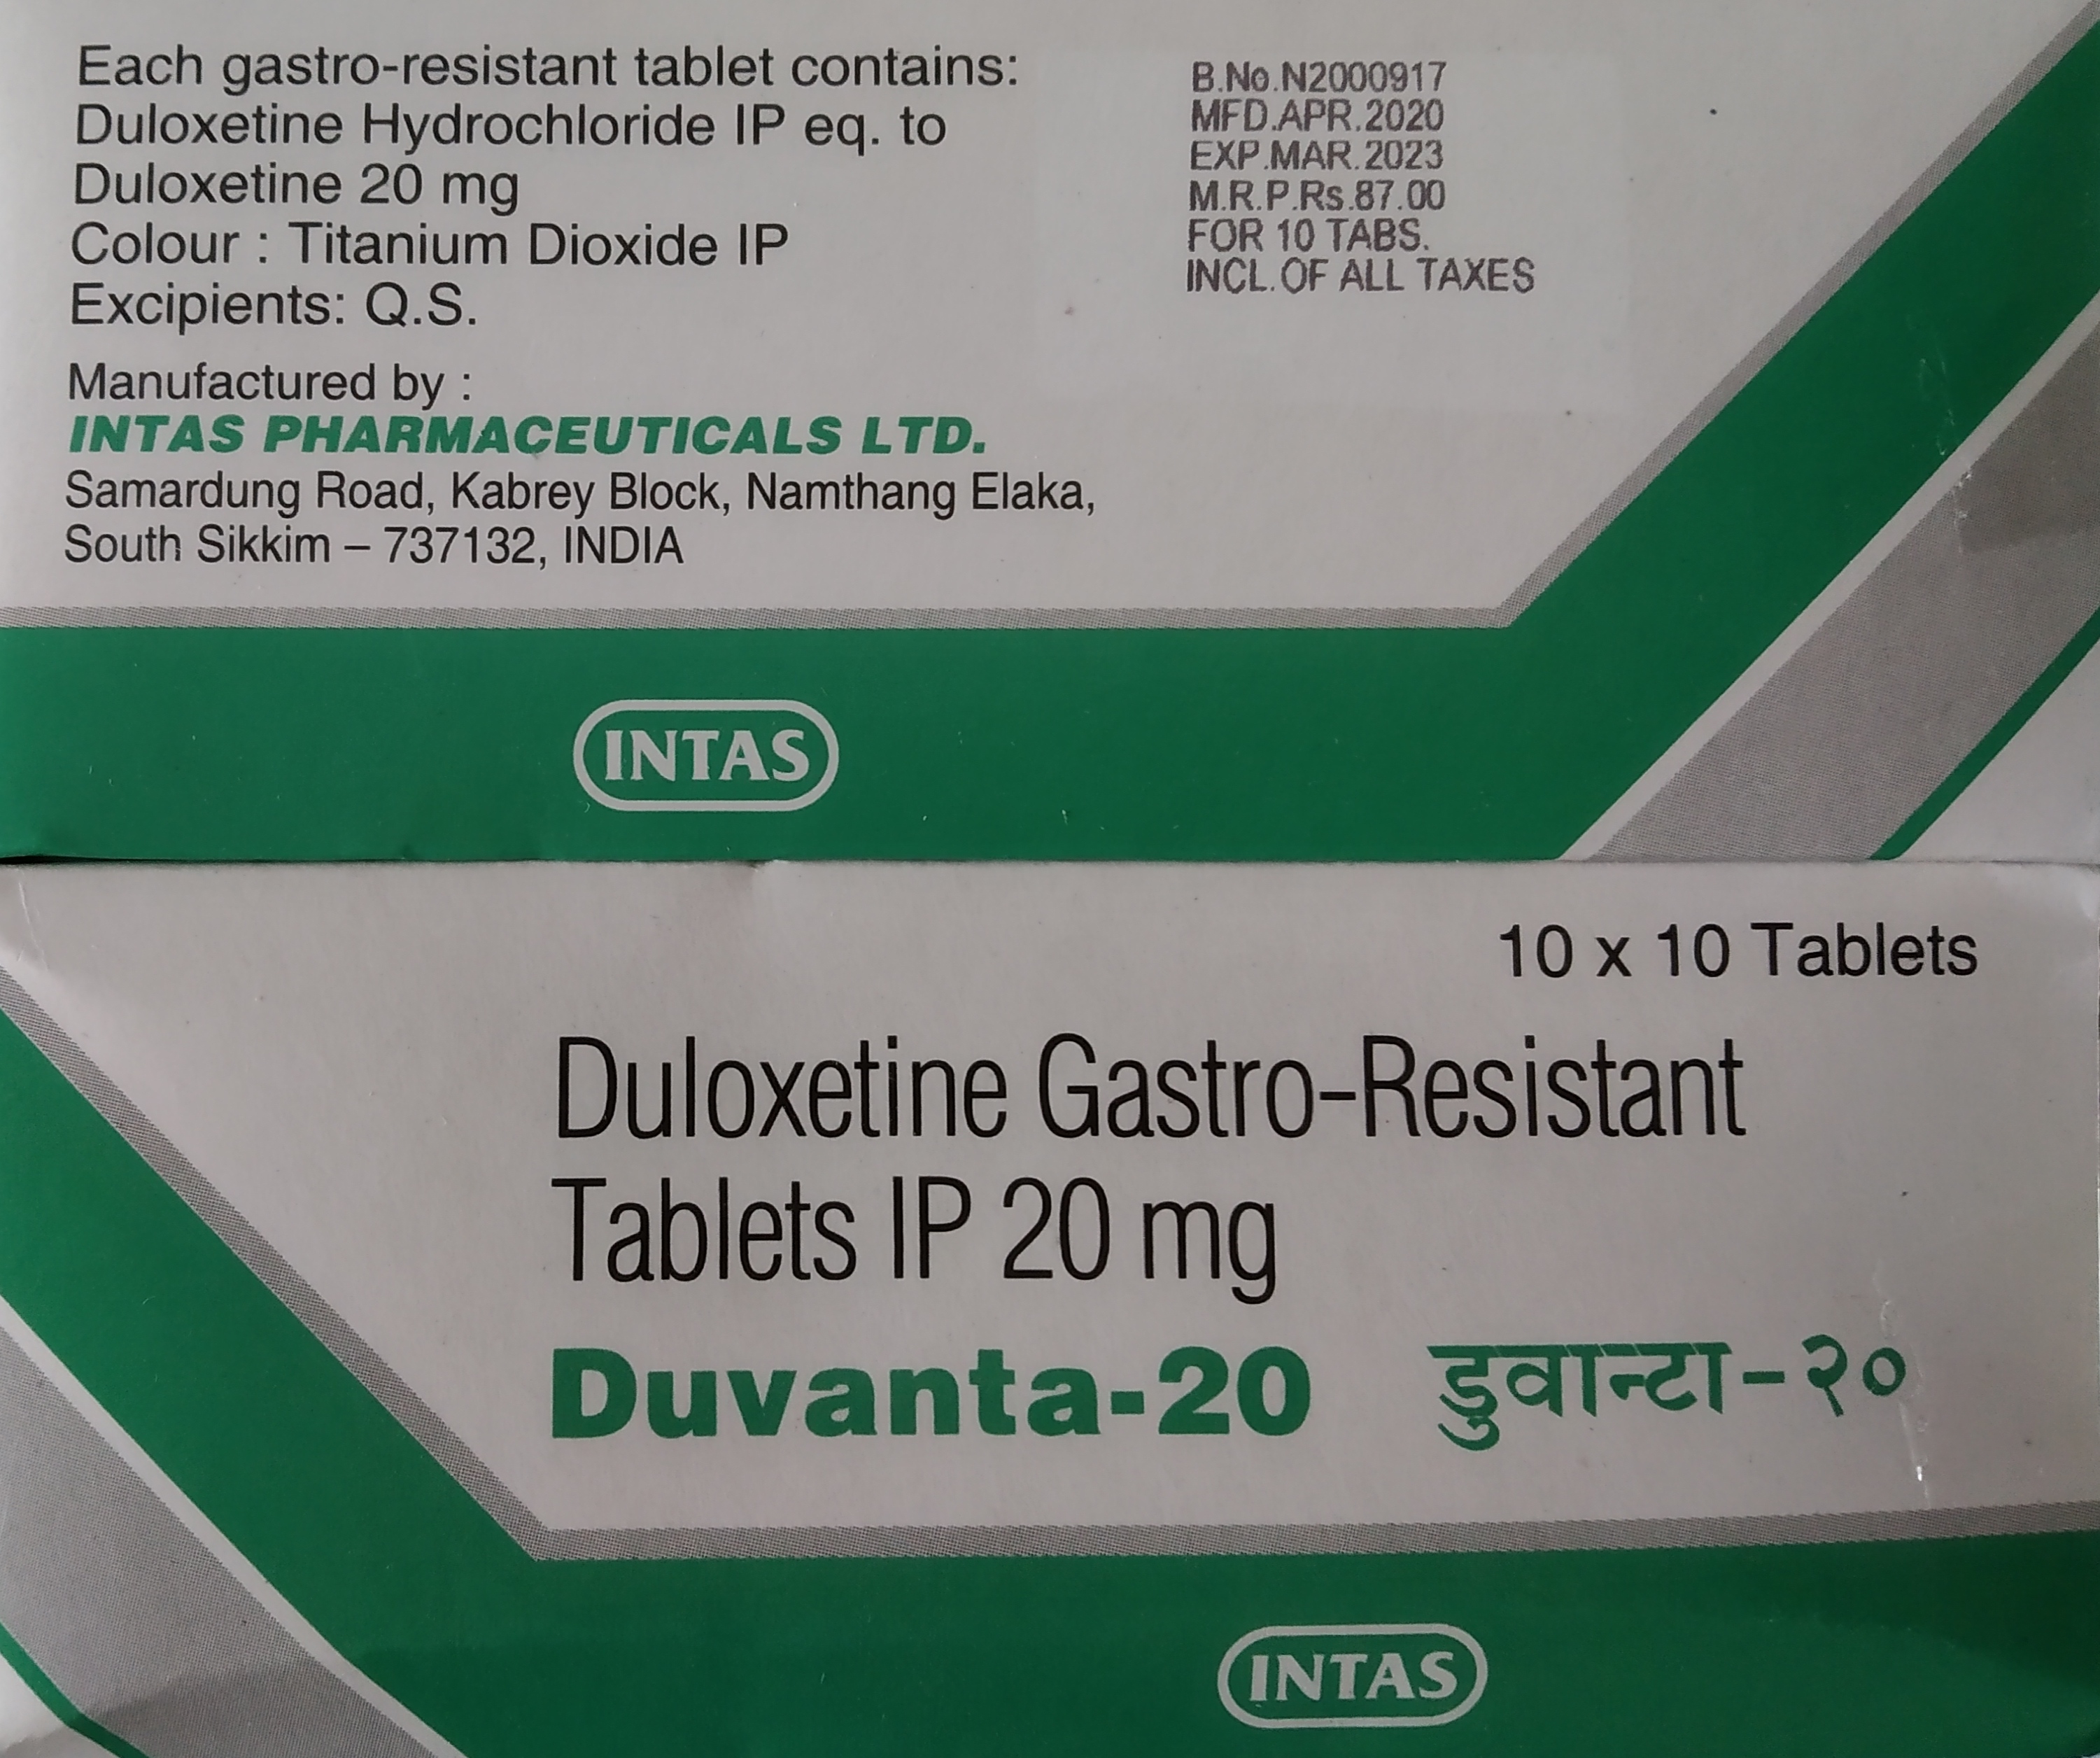 Each gastro-resistant tablet contains:
Duloxetine Hydrochloride IP eq. to
Duloxetine 20 mg
Colour : Titanium Dioxide IP
Excipients: Q.S.
Manufactured by :
INTAS PHARMACEUTICALS LTD.
Samardung Road, Kabrey Block, Namthang Elaka,
South Sikkim – 737132, INDIA
B.No.N2000917
MFD.APR.2020
EXP.MAR.2023
M.R.P.Rs.87.00
FOR 10 TABS.
INCL.OF ALL TAXES
INTAS
10 x 10 Tablets
Duloxetine Gastro-Resistant
Tablets IP 20 mg
Duvanta-20 डुवान्टा-२०
INTAS